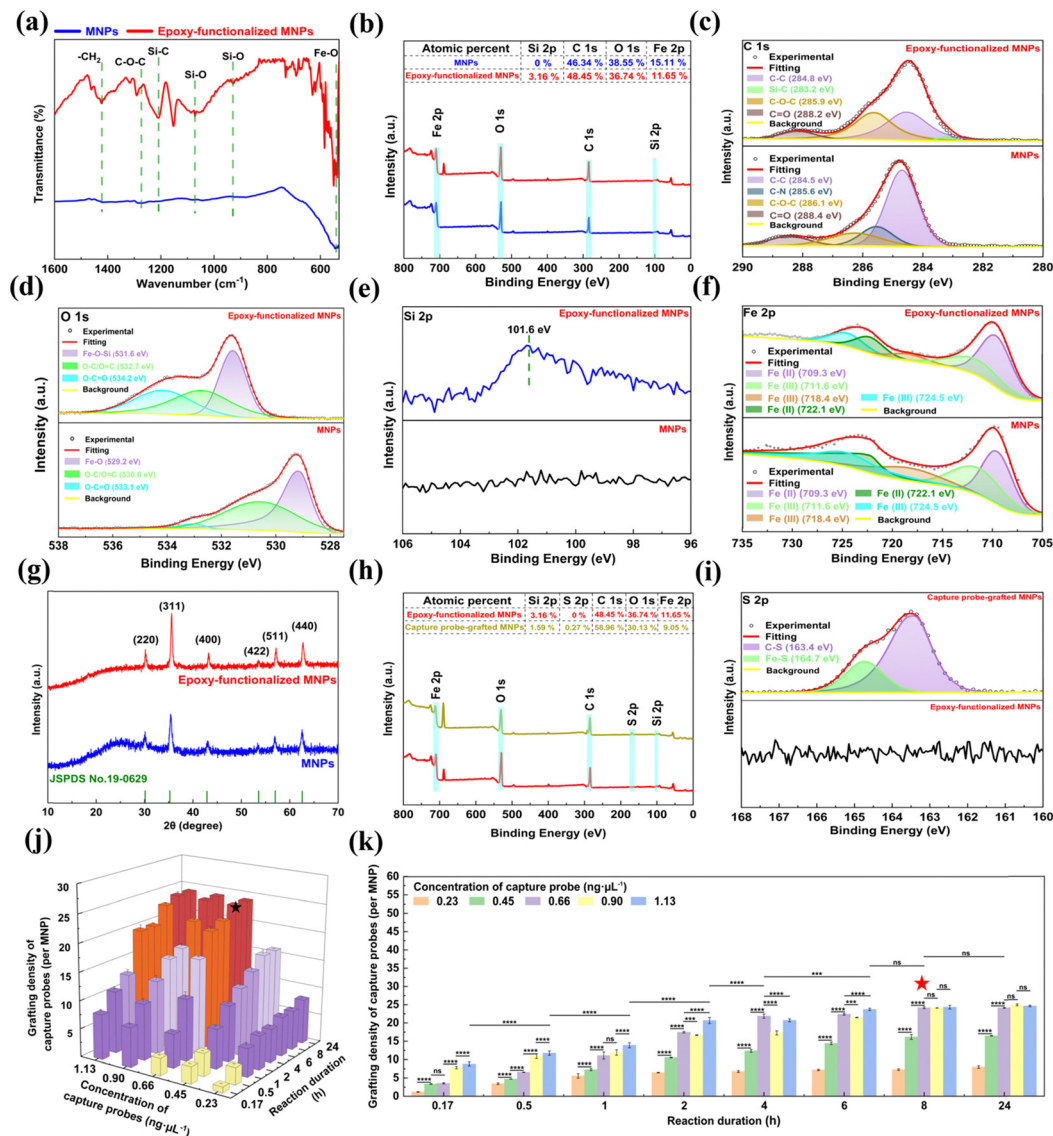 (a)
MNPs Epoxy-functionalized MNPs
-CH2
C-O-C
Si-C
Si-O
Si-O
Fe-O
Transmittance (%)
1600 1400 1200 1000 800 600
Wavenumber (cm-1)
(b)
Atomic percent Si 2p C 1s O 1s Fe 2p
MNPs 0 % 46.34 % 38.55 % 15.11 %
Epoxy-functionalized MNPs 3.16 % 48.45 % 36.74 % 11.65 %
Fe 2p
O 1s
C 1s
Si 2p
Intensity (a.u.)
800 700 600 500 400 300 200 100 0
Binding Energy (eV)
(c)
C 1s
Epoxy-functionalized MNPs
Experimental
Fitting
C-C (284.8 eV)
Si-C (283.2 eV)
C-O-C (285.9 eV)
C=O (288.2 eV)
Background
MNPs
Experimental
Fitting
C-C (284.5 eV)
C-N (285.6 eV)
C-O-C (286.1 eV)
C=O (288.4 eV)
Background
Intensity (a.u.)
290 288 286 284 282 280
Binding Energy (eV)
(d)
O 1s
Epoxy-functionalized MNPs
Experimental
Fitting
Fe-O-Si (531.6 eV)
O-C/O=C (532.7 eV)
O-C=O (534.2 eV)
Background
MNPs
Experimental
Fitting
Fe-O (529.2 eV)
O-C/O=C (530.6 eV)
O-C=O (533.1 eV)
Background
Intensity (a.u.)
538 536 534 532 530 528
Binding Energy (eV)
(e)
Si 2p
Epoxy-functionalized MNPs
101.6 eV
MNPs
Intensity (a.u.)
106 104 102 100 98 96
Binding Energy (eV)
(f)
Fe 2p
Epoxy-functionalized MNPs
Experimental
Fitting
Fe (II) (709.3 eV)
Fe (III) (711.6 eV)
Fe (III) (718.4 eV) Fe (III) (724.5 eV)
Fe (II) (722.1 eV) Background
MNPs
Experimental
Fitting
Fe (II) (709.3 eV) Fe (II) (722.1 eV)
Fe (III) (711.6 eV) Fe (III) (724.5 eV)
Fe (III) (718.4 eV) Background
Intensity (a.u.)
735 730 725 720 715 710 705
Binding Energy (eV)
(g)
(311)
(220)
(400)
(422)
(511)
(440)
Epoxy-functionalized MNPs
MNPs
JSPDS No.19-0629
Intensity (a.u.)
10 20 30 40 50 60 70
2θ (degree)
(h)
Atomic percent Si 2p S 2p C 1s O 1s Fe 2p
Epoxy-functionalized MNPs 3.16 % 0 % 48.45 % 36.74 % 11.65 %
Capture probe-grafted MNPs 1.59 % 0.27 % 58.96 % 30.13 % 9.05 %
Fe 2p
O 1s
C 1s
S 2p
Si 2p
Intensity (a.u.)
800 700 600 500 400 300 200 100 0
Binding Energy (eV)
(i)
S 2p
Capture probe-grafted MNPs
Experimental
Fitting
C-S (163.4 eV)
Fe-S (164.7 eV)
Background
Epoxy-functionalized MNPs
Intensity (a.u.)
168 167 166 165 164 163 162 161 160
Binding Energy (eV)
(j)
Grafting density of
capture probes (per MNP)
30
25
20
15
10
5
1.13 0.90 0.66 0.45 0.23
Concentration of
capture probes (ng·µL-1)
0.17 0.5 1 2 4 6 8 24
Reaction duration
(h)
(k)
Concentration of capture probe (ng·µL-1)
0.23 0.45 0.66 0.90 1.13
Grafting density of capture probes (per MNP)
60
55
50
45
40
35
30
25
20
15
10
5
0
**** **** **** **** *** ns ns
**** ns **** ****
**** **** **** ****
**** **** ns ****
**** **** *** ****
**** **** **** ****
**** **** *** ****
**** **** ns ns
**** **** ns ns
0.17 0.5 1 2 4 6 8 24
Reaction duration (h)